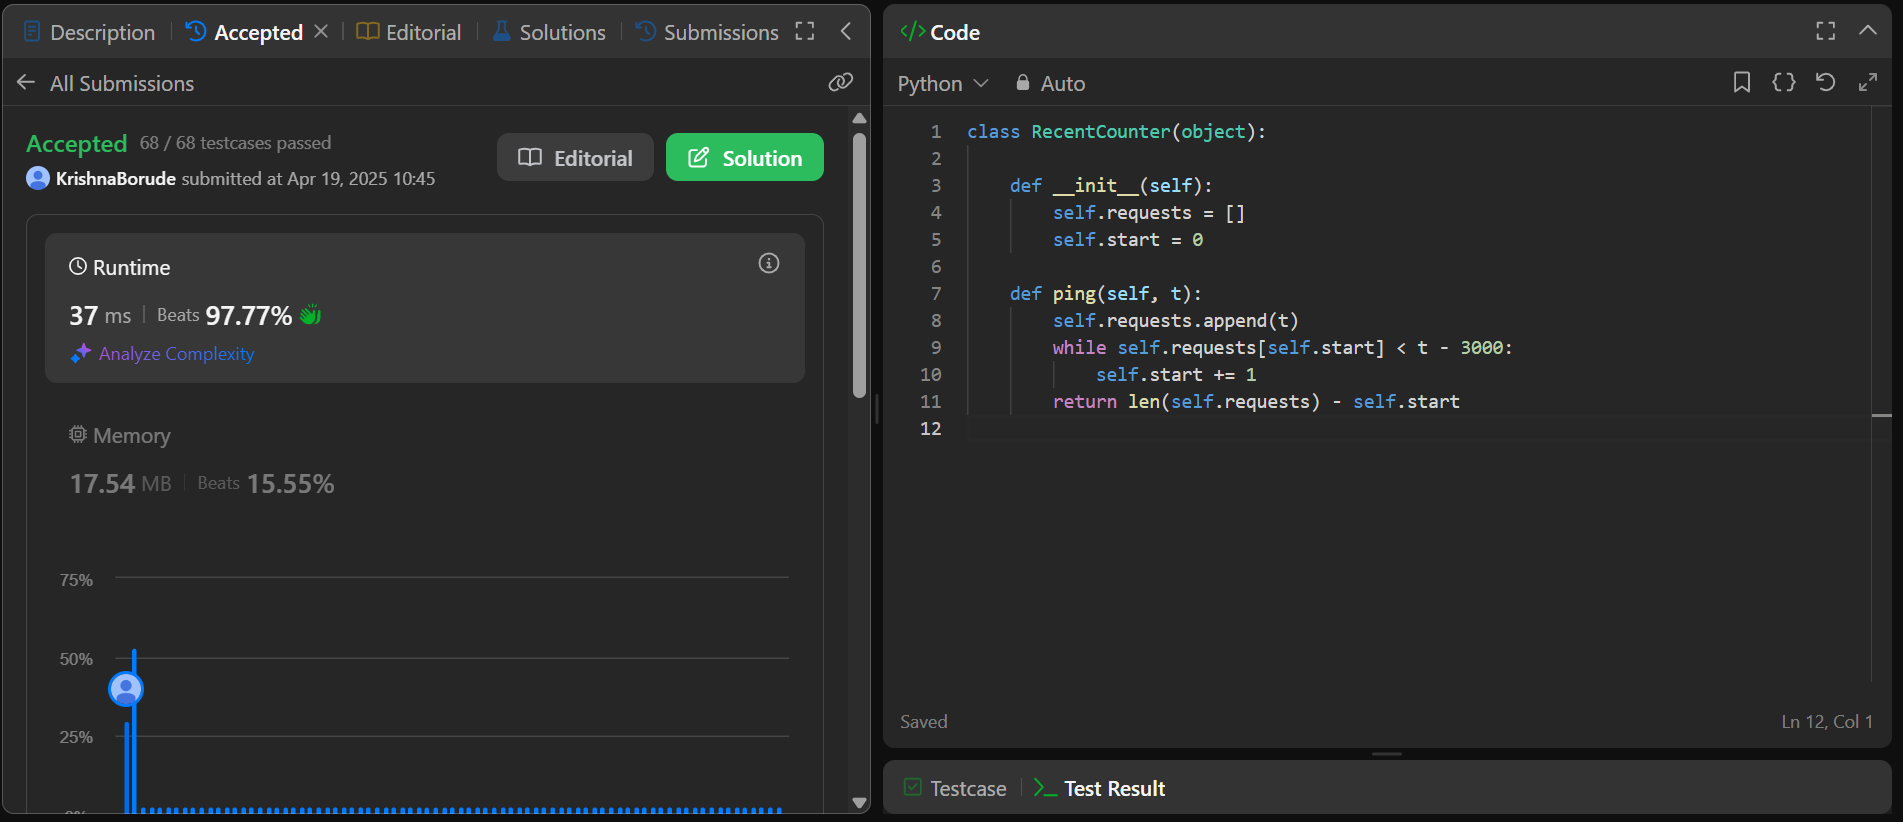 Description
Accepted
Editorial
Solutions
Submissions
All Submissions
Accepted 68 / 68 testcases passed
KrishnaBorude submitted at Apr 19, 2025 10:45
Editorial
Solution
Runtime
37 ms
Beats 97.77%
Analyze Complexity
Memory
17.54 MB
Beats 15.55%
75%
50%
25%
Code
Python
Auto
1 class RecentCounter(object):
2
3 def __init__(self):
4 self.requests = []
5 self.start = 0
6
7 def ping(self, t):
8 self.requests.append(t)
9 while self.requests[self.start] < t - 3000:
10 self.start += 1
11 return len(self.requests) - self.start
12
Saved
Ln 12, Col 1
Testcase
Test Result